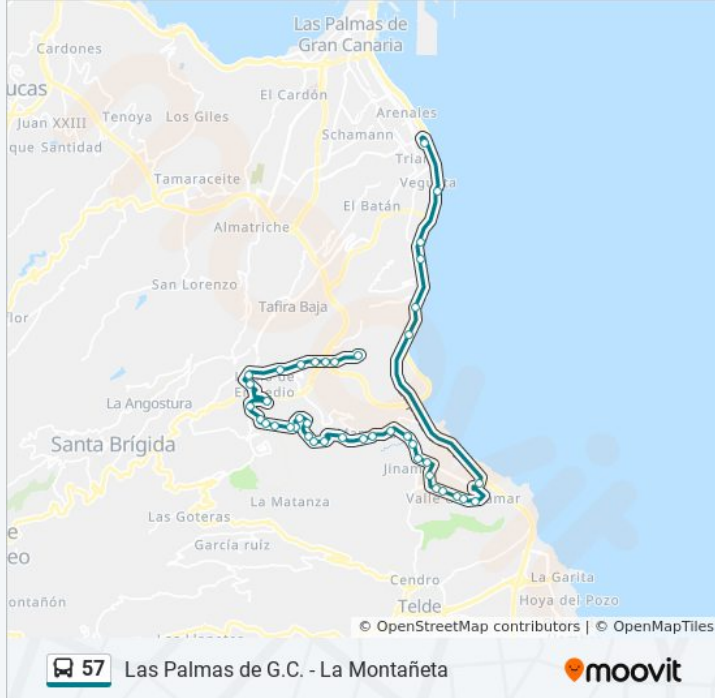 Las Palmas de
Gran Canaria
Cardones
ucas
El Cardón
Arenales
Juan XXIII
Tenoya
Los Giles
Schamann
que Santidad
Tamaraceite
El Batán
Almatriche
San Lorenzo
Tafira Baja
flor
La Angostura
Santa Brígida
La Matanza
Las Goteras
García ruíz
e
eo
Cendro
La Garita
Telde
Hoya del Pozo
ontañón
© OpenStreetMap contributors | © OpenMapTiles
57 Las Palmas de G.C. - La Montañeta
moovit